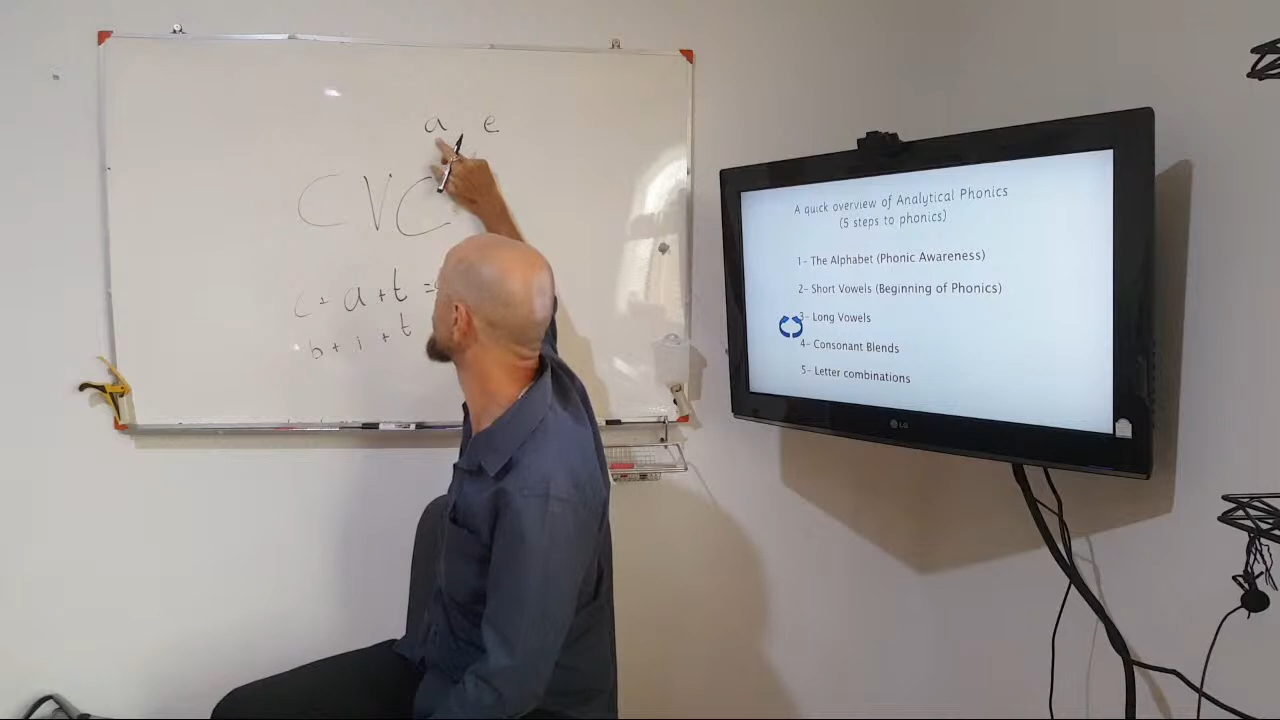 a e
CVC
c + a + t =
b + i + t
A quick overview of Analytical Phonics
(5 steps to phonics)
1- The Alphabet (Phonic Awareness)
2- Short Vowels (Beginning of Phonics)
3- Long Vowels
4- Consonant Blends
5- Letter combinations
LG